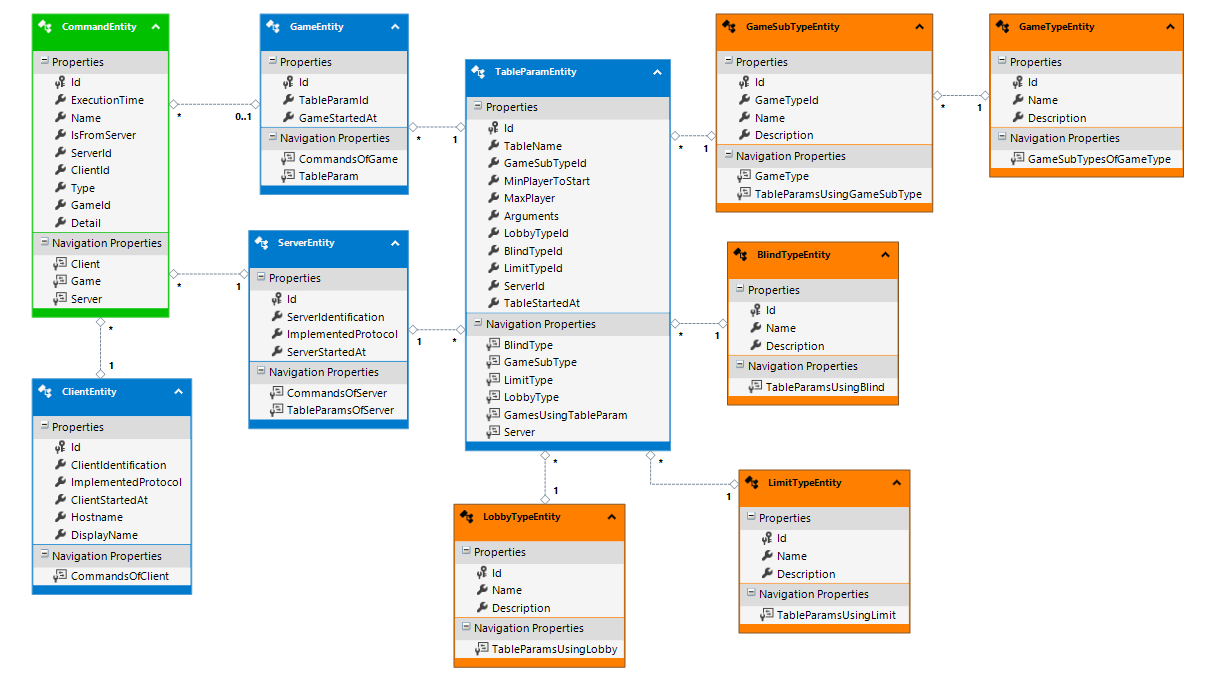 CommandEntity
Properties
Id
ExecutionTime
Name
IsFromServer
ServerId
ClientId
Type
GameId
Detail
Navigation Properties
Client
Game
Server
*
0..1
*
1
*
1
GameEntity
Properties
Id
TableParamId
GameStartedAt
Navigation Properties
CommandsOfGame
TableParam
*
1
ServerEntity
Properties
Id
ServerIdentification
ImplementedProtocol
ServerStartedAt
Navigation Properties
CommandsOfServer
TableParamsOfServer
1
*
ClientEntity
Properties
Id
ClientIdentification
ImplementedProtocol
ClientStartedAt
Hostname
DisplayName
Navigation Properties
CommandsOfClient
TableParamEntity
Properties
Id
TableName
GameSubTypeId
MinPlayerToStart
MaxPlayer
Arguments
LobbyTypeId
BlindTypeId
LimitTypeId
ServerId
TableStartedAt
Navigation Properties
BlindType
GameSubType
LimitType
LobbyType
GamesUsingTableParam
Server
*
1
*
1
*
1
*
1
GameSubTypeEntity
Properties
Id
GameTypeId
Name
Description
Navigation Properties
GameType
TableParamsUsingGameSubType
*
1
GameTypeEntity
Properties
Id
Name
Description
Navigation Properties
GameSubTypesOfGameType
BlindTypeEntity
Properties
Id
Name
Description
Navigation Properties
TableParamsUsingBlind
LobbyTypeEntity
Properties
Id
Name
Description
Navigation Properties
TableParamsUsingLobby
LimitTypeEntity
Properties
Id
Name
Description
Navigation Properties
TableParamsUsingLimit